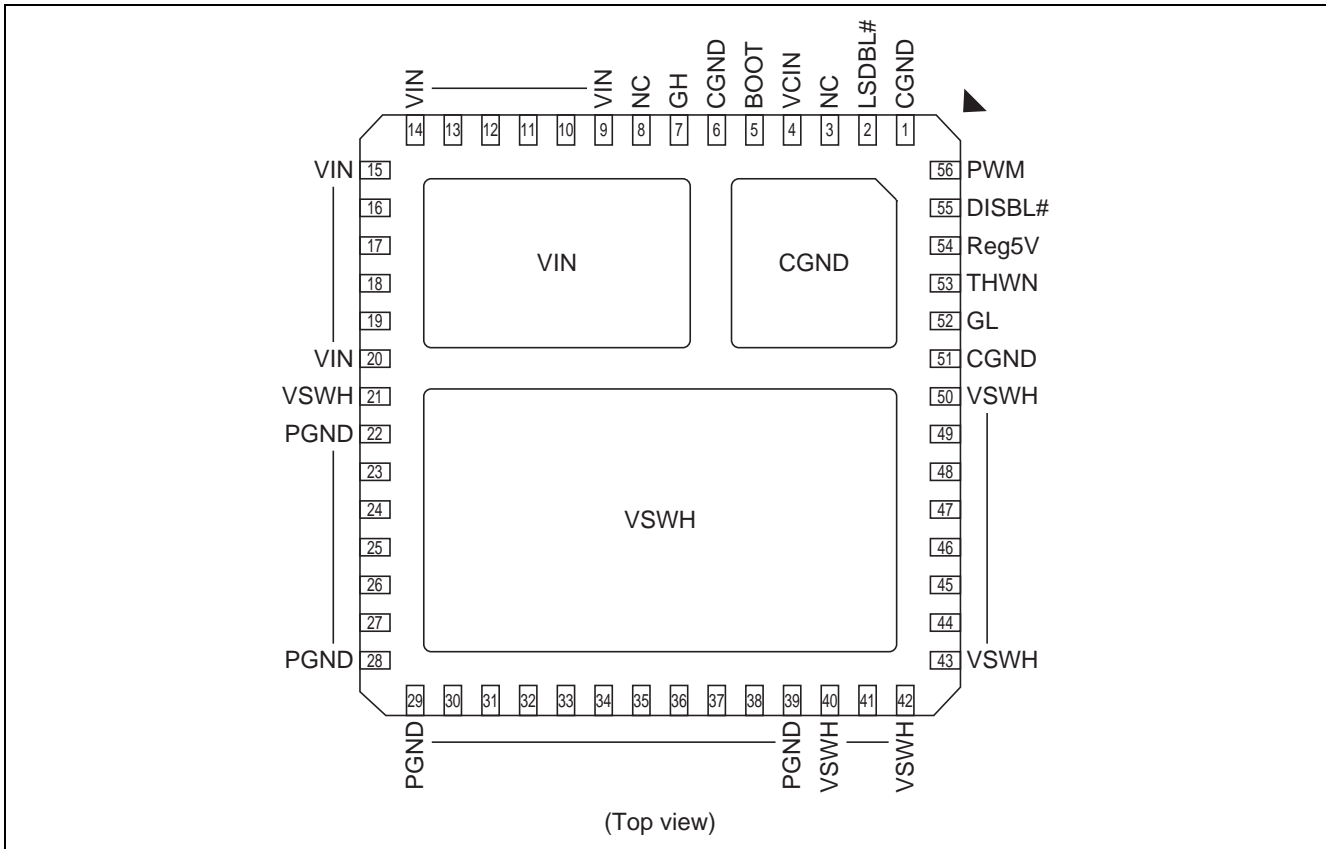 VIN VIN NC GH CGND BOOT VCIN NC LSDBL# CGND
14 13 12 11 10 9 8 7 6 5 4 3 2 1
VIN 15 56 PWM
16 55 DISBL#
17 54 Reg5V
VIN CGND
18 53 THWN
19 52 GL
VIN 20 51 CGND
VSWH 21 50 VSWH
PGND 22 49
23 48
24 47
VSWH
25 46
26 45
27 44
PGND 28 43 VSWH
29 30 31 32 33 34 35 36 37 38 39 40 41 42
PGND PGND VSWH VSWH
(Top view)